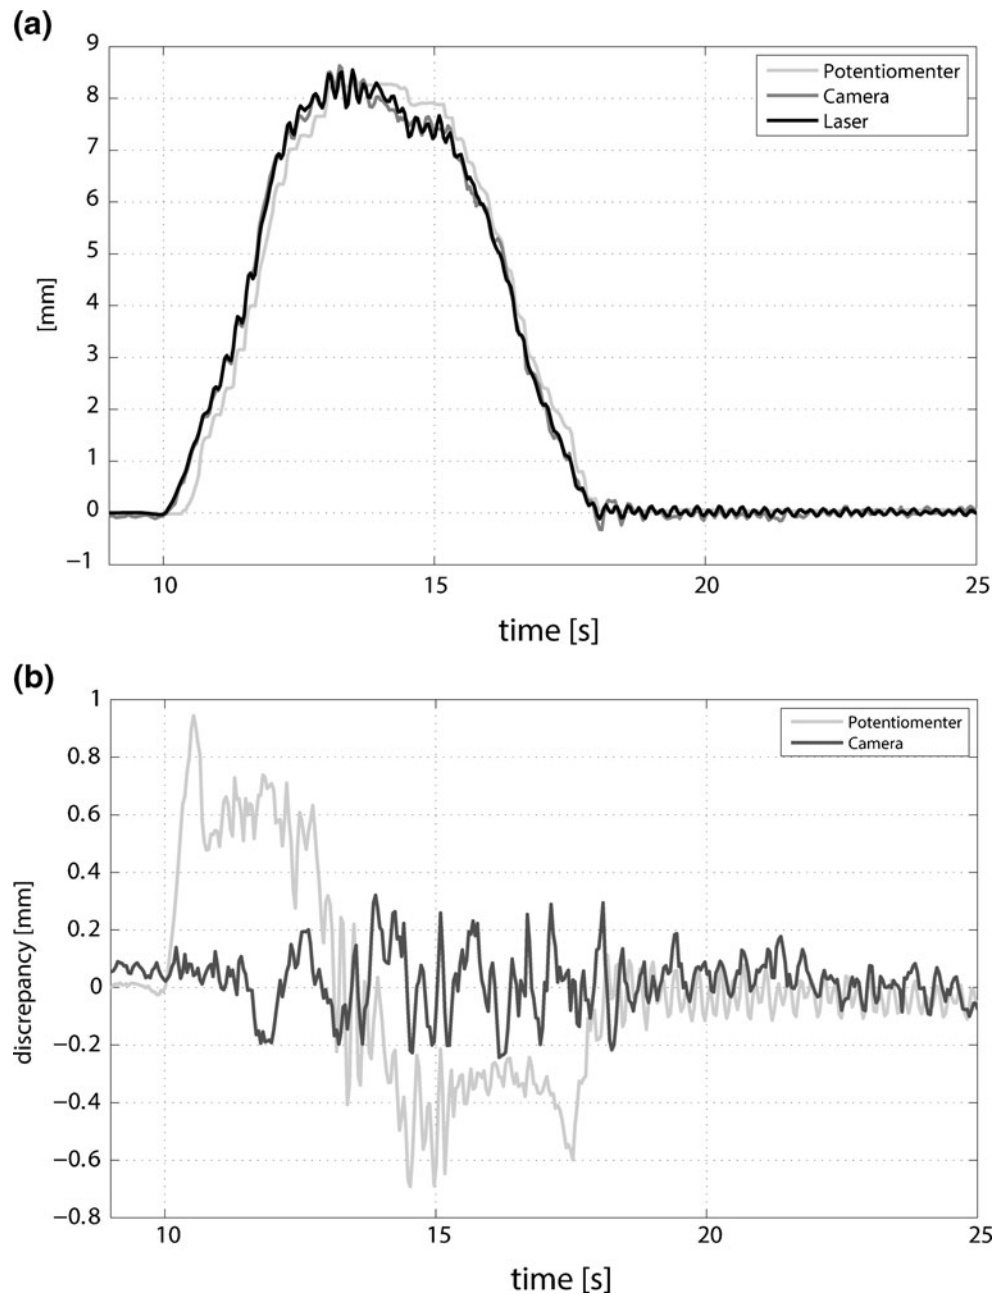 (a)
9
8
7
6
5
4
3
2
1
0
−1
[mm]
Potentiomenter
Camera
Laser
10
15
20
25
time [s]
(b)
1
0.8
0.6
0.4
0.2
0
−0.2
−0.4
−0.6
−0.8
discrepancy [mm]
Potentiomenter
Camera
10
15
20
25
time [s]